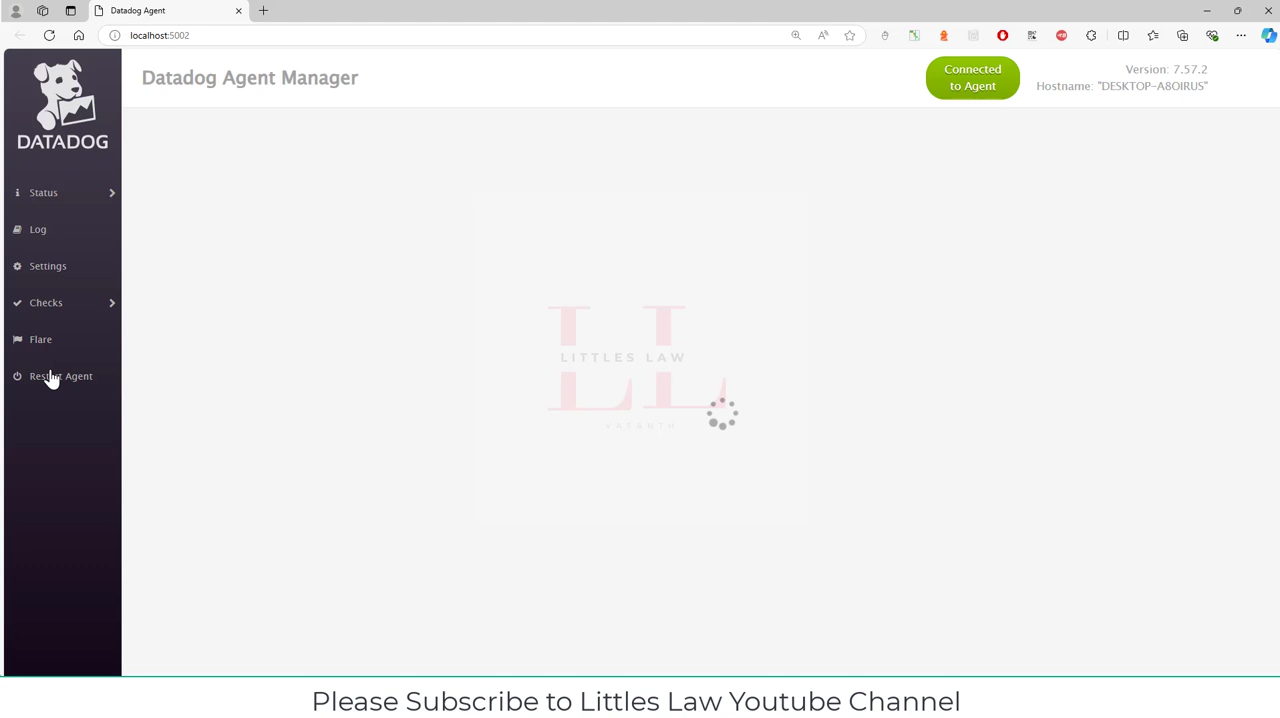 Datadog Agent
localhost:5002
DATADOG
Datadog Agent Manager
Connected
to Agent
Version: 7.57.2
Hostname: "DESKTOP-A8OIRUS"
Status
Log
Settings
Checks
Flare
Restart Agent
LITTLES LAW
Please Subscribe to Littles Law Youtube Channel